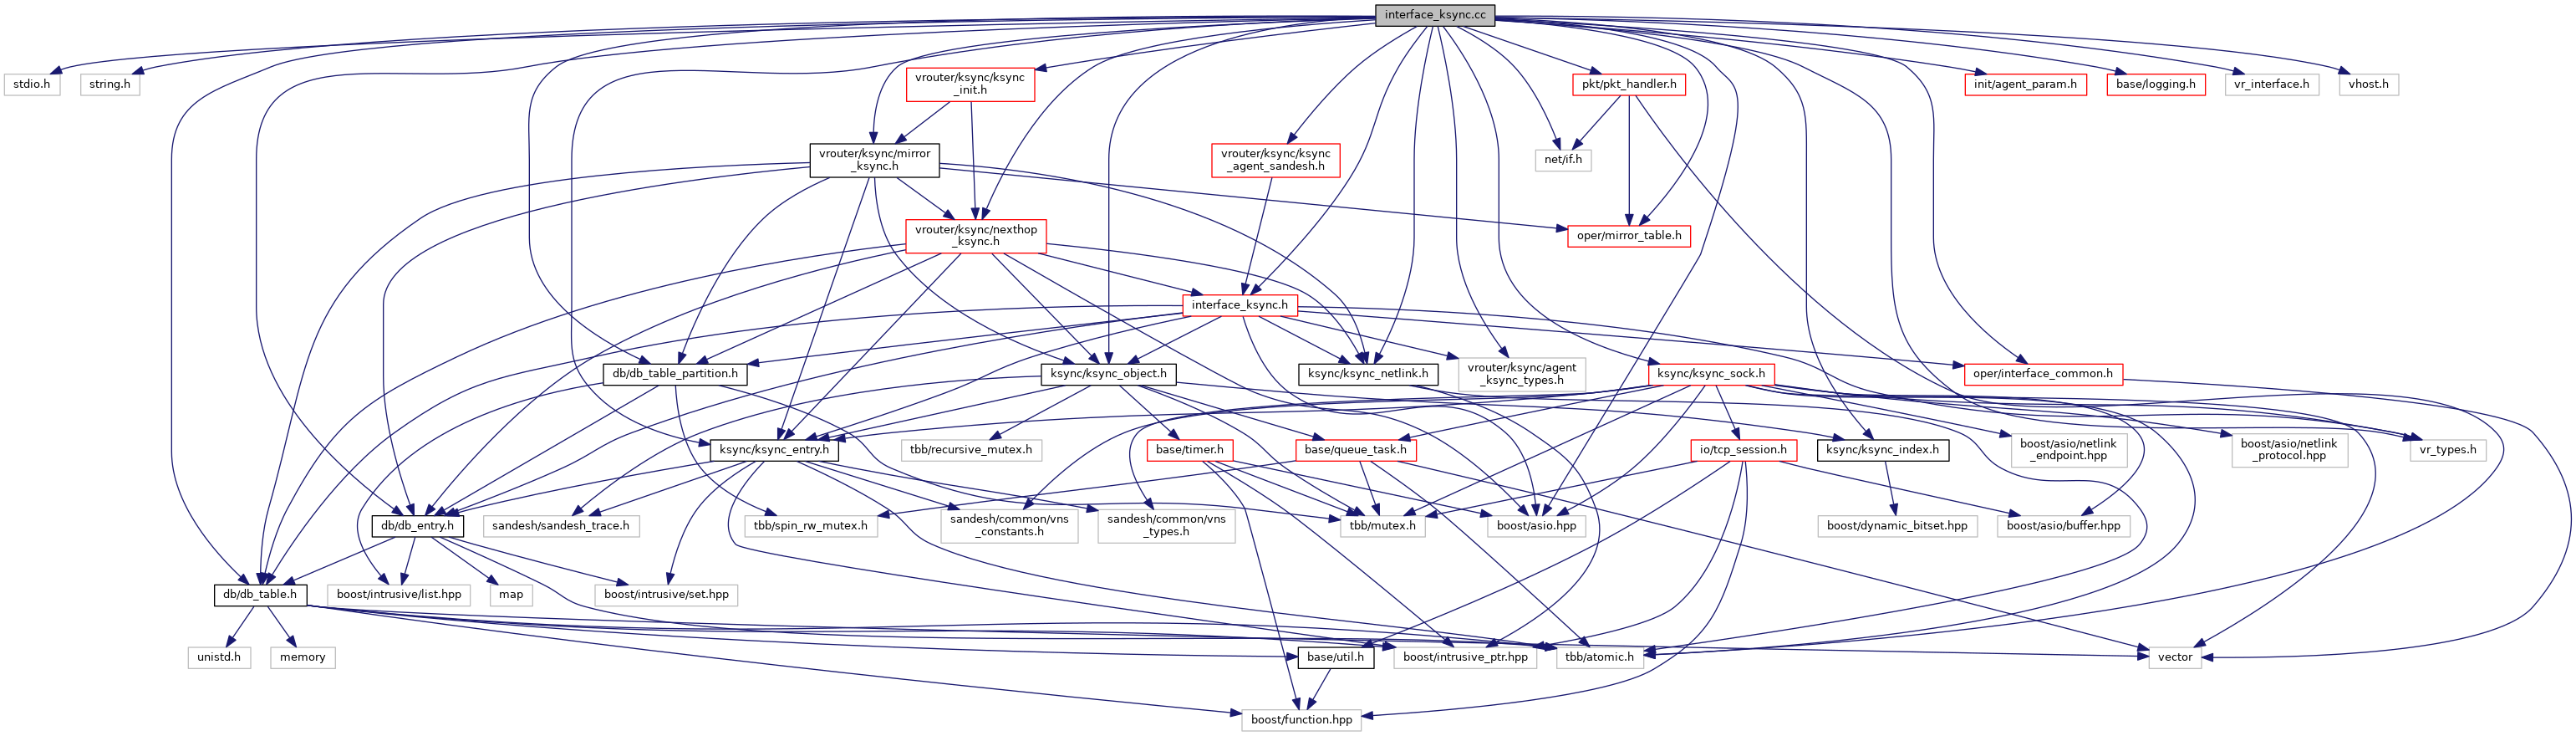 interface_ksync.cc
stdio.h
string.h
vrouter/ksync/ksync
_init.h
pkt/pkt_handler.h
init/agent_param.h
base/logging.h
vr_interface.h
vhost.h
vrouter/ksync/mirror
_ksync.h
vrouter/ksync/ksync
_agent_sandesh.h
net/if.h
vrouter/ksync/nexthop
_ksync.h
oper/mirror_table.h
interface_ksync.h
db/db_table_partition.h
ksync/ksync_object.h
ksync/ksync_netlink.h
vrouter/ksync/agent
_ksync_types.h
ksync/ksync_sock.h
oper/interface_common.h
ksync/ksync_entry.h
tbb/recursive_mutex.h
base/timer.h
base/queue_task.h
io/tcp_session.h
ksync/ksync_index.h
boost/asio/netlink
_endpoint.hpp
boost/asio/netlink
_protocol.hpp
vr_types.h
db/db_entry.h
sandesh/sandesh_trace.h
tbb/spin_rw_mutex.h
sandesh/common/vns
_constants.h
sandesh/common/vns
_types.h
tbb/mutex.h
boost/asio.hpp
boost/dynamic_bitset.hpp
boost/asio/buffer.hpp
db/db_table.h
boost/intrusive/list.hpp
map
boost/intrusive/set.hpp
unistd.h
memory
base/util.h
boost/intrusive_ptr.hpp
tbb/atomic.h
vector
boost/function.hpp